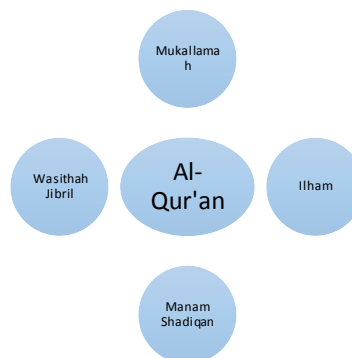 Mukallama
h
Wasithah
Jibril
Al-
Qur'an
Ilham
Manam
Shadiqan